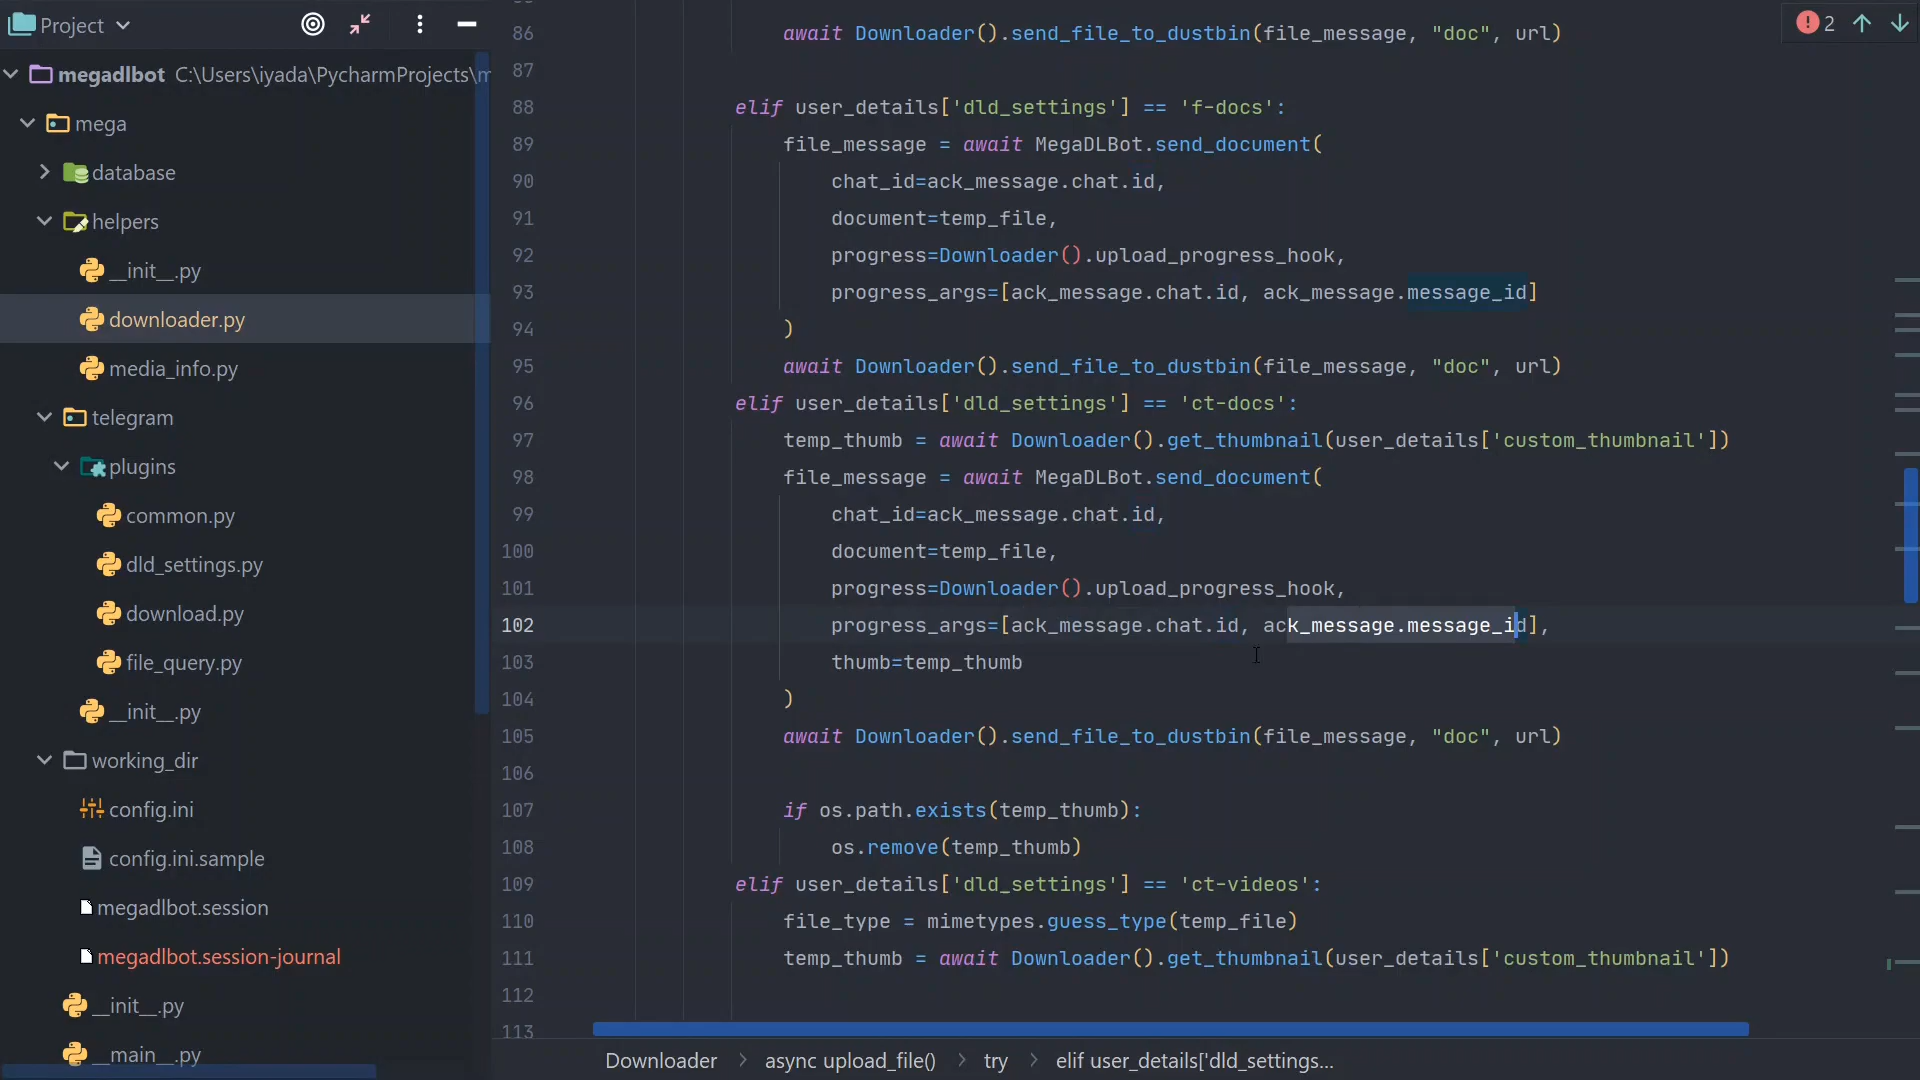 Project
megadlbot C:\Users\iyada\PycharmProjects\m
mega
database
helpers
__init__.py
downloader.py
media_info.py
telegram
plugins
common.py
dld_settings.py
download.py
file_query.py
__init__.py
working_dir
config.ini
config.ini.sample
megadlbot.session
megadlbot.session-journal
__init__.py
__main__.py
2
86 await Downloader().send_file_to_dustbin(file_message, "doc", url)
87
88 elif user_details['dld_settings'] == 'f-docs':
89 file_message = await MegaDLBot.send_document(
90 chat_id=ack_message.chat.id,
91 document=temp_file,
92 progress=Downloader().upload_progress_hook,
93 progress_args=[ack_message.chat.id, ack_message.message_id]
94 )
95 await Downloader().send_file_to_dustbin(file_message, "doc", url)
96 elif user_details['dld_settings'] == 'ct-docs':
97 temp_thumb = await Downloader().get_thumbnail(user_details['custom_thumbnail'])
98 file_message = await MegaDLBot.send_document(
99 chat_id=ack_message.chat.id,
100 document=temp_file,
101 progress=Downloader().upload_progress_hook,
102 progress_args=[ack_message.chat.id, ack_message.message_id],
103 thumb=temp_thumb
104 )
105 await Downloader().send_file_to_dustbin(file_message, "doc", url)
106
107 if os.path.exists(temp_thumb):
108 os.remove(temp_thumb)
109 elif user_details['dld_settings'] == 'ct-videos':
110 file_type = mimetypes.guess_type(temp_file)
111 temp_thumb = await Downloader().get_thumbnail(user_details['custom_thumbnail'])
112
113
Downloader > async upload_file() > try > elif user_details['dld_settings...